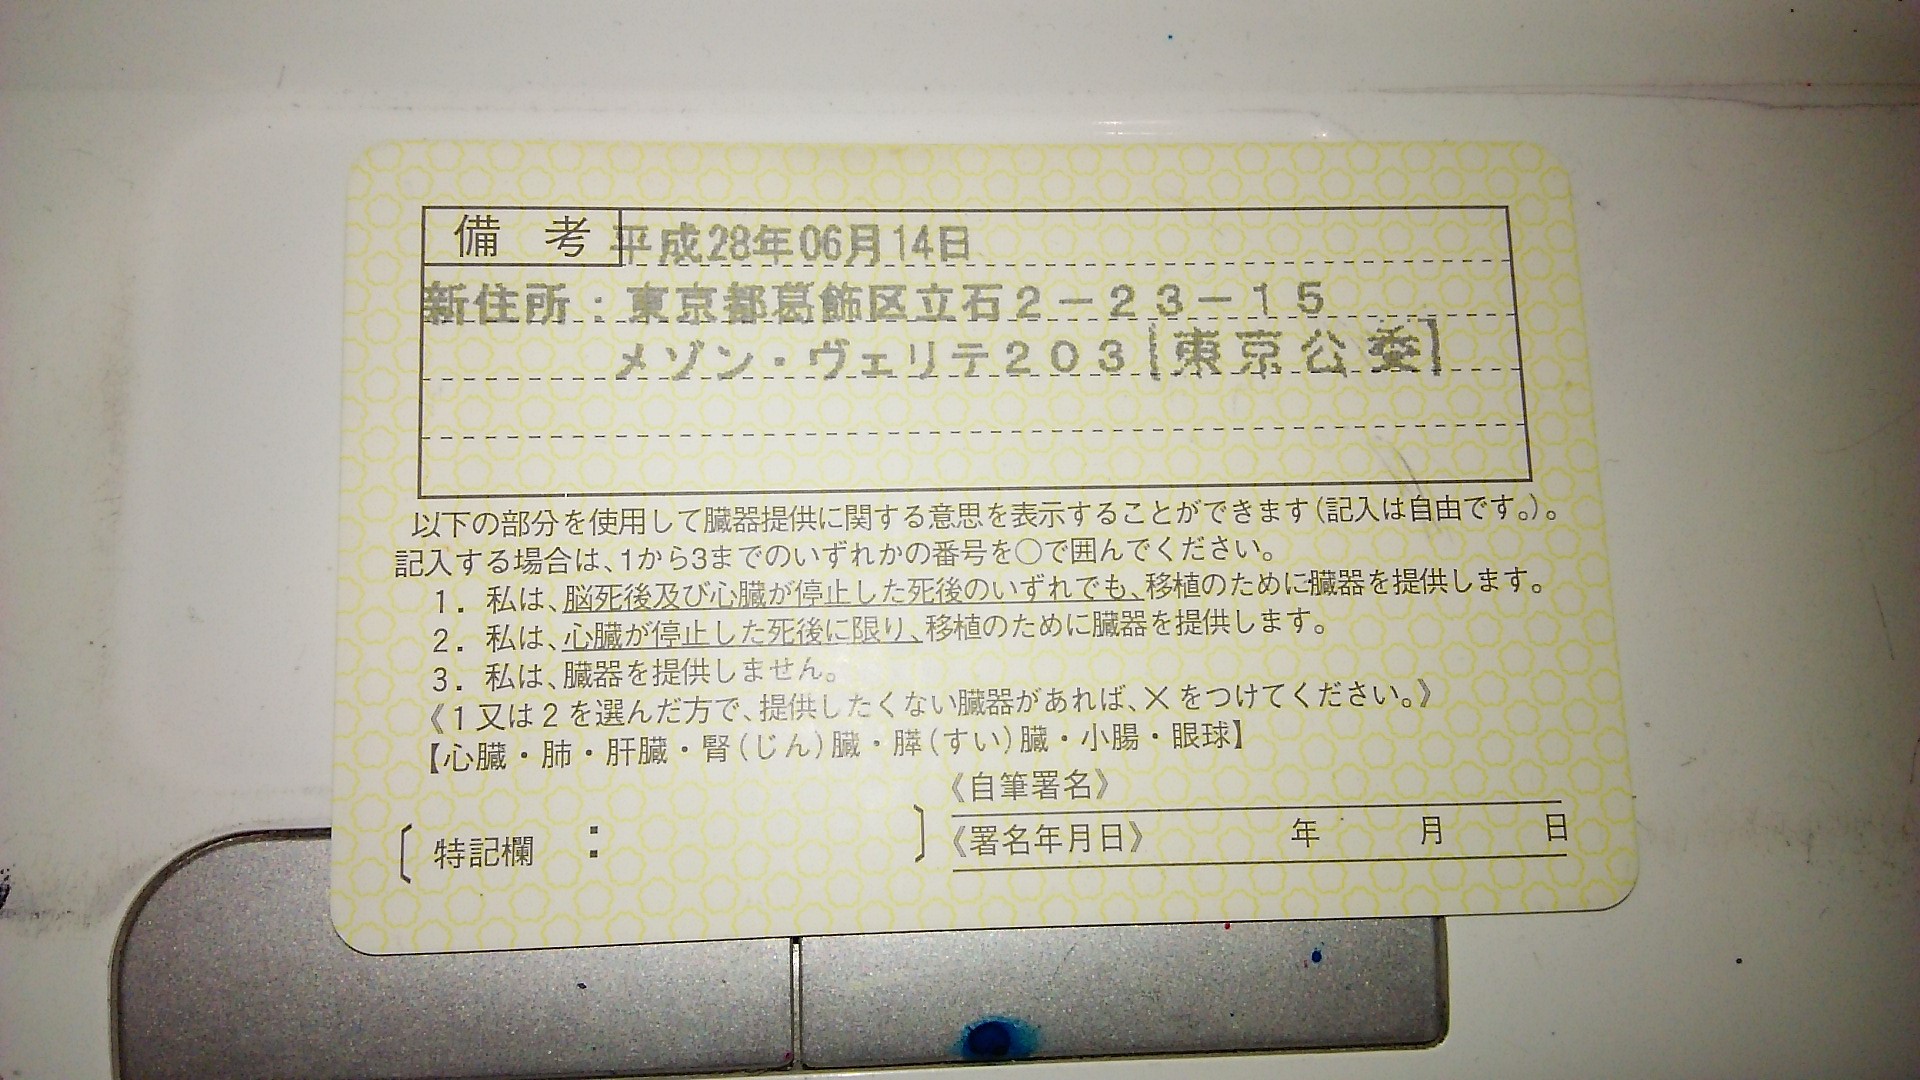 備 考 平成28年06月14日
新住所：東京都葛飾区立石2－23－15
メゾン・ヴェリテ203[東京公委]
以下の部分を使用して臓器提供に関する意思を表示することができます(記入は自由です。)。
記入する場合は、1から3までのいずれかの番号を○で囲んでください。
1. 私は、脳死後及び心臓が停止した死後のいずれでも、移植のために臓器を提供します。
2. 私は、心臓が停止した死後に限り、移植のために臓器を提供します。
3. 私は、臓器を提供しません。
《1又は2を選んだ方で、提供したくない臓器があれば、×をつけてください。》
【心臓・肺・肝臓・腎(じん)臓・膵(すい)臓・小腸・眼球】
〔特記欄 ： 〕
《自筆署名》
《署名年月日》 年 月 日